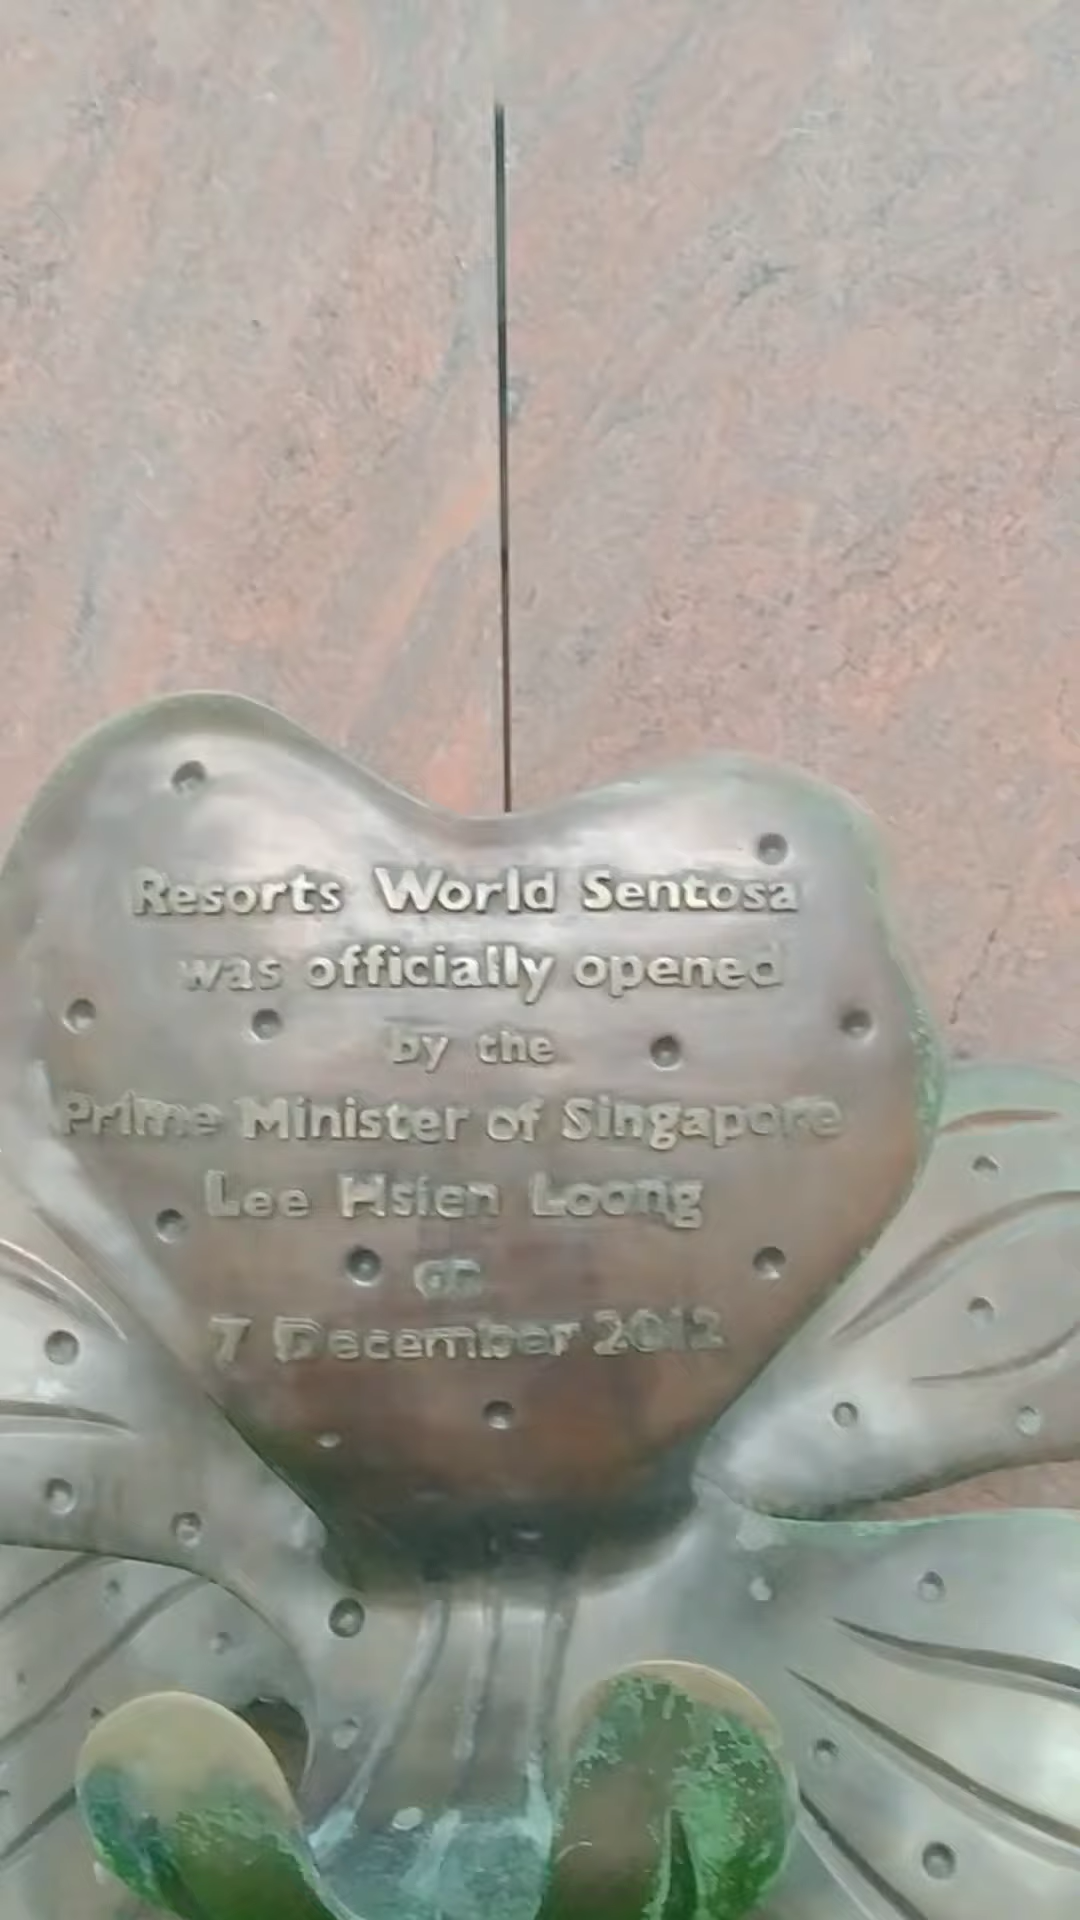 Resorts World Sentosa
was officially opened
by the
Prime Minister of Singapore
Lee Hsien Loong
on
7 December 2012